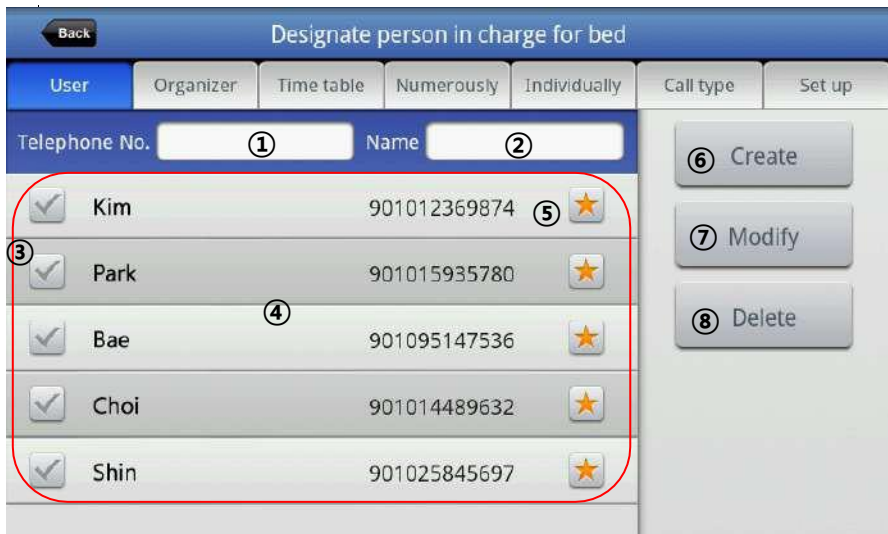 Back Designate person in charge for bed
User Organizer Time table Numerously Individually Call type Set up
Telephone No. ① Name ②
⑥ Create
Kim 901012369874 ⑤
⑦ Modify
③
Park 901015935780
④
⑧ Delete
Bae 901095147536
Choi 901014489632
Shin 901025845697